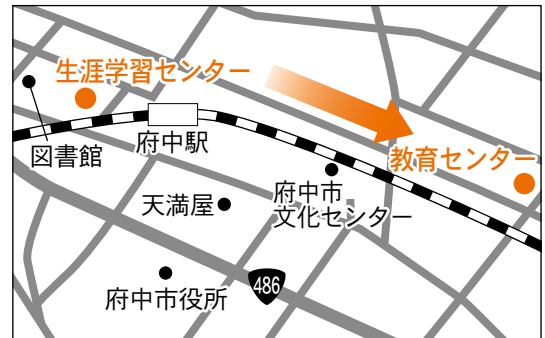 生涯学習センター
図書館
府中駅
教育センター
府中市
文化センター
天満屋
府中市役所
486